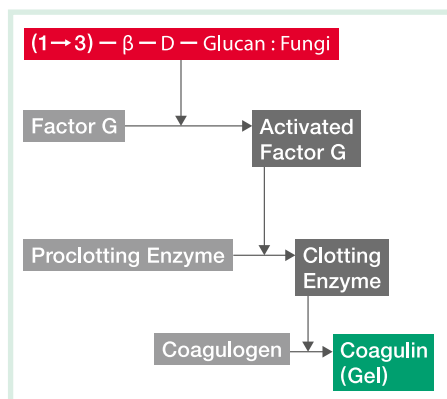 (1→3) — β — D — Glucan : Fungi
Factor G
Activated
Factor G
Proclotting Enzyme
Clotting
Enzyme
Coagulogen
Coagulin
(Gel)